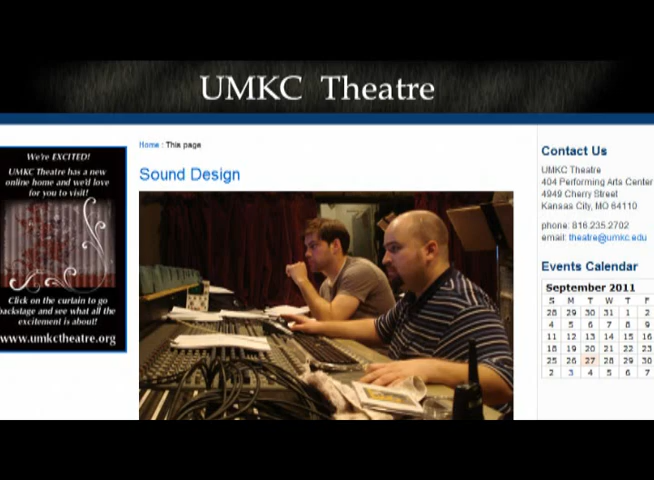 UMKC Theatre
We're EXCITED!
UMKC Theatre has a new
online home and we'd love
for you to visit!
Click on the curtain to go
backstage and see what all the
excitement is about!
www.umkctheatre.org
Home : This page
Sound Design
Contact Us
UMKC Theatre
404 Performing Arts Center
4949 Cherry Street
Kansas City, MO 64110
phone: 816.235.2702
email: theatre@umkc.edu
Events Calendar
September 2011
S M T W T F
28 29 30 31 1 2
4 5 6 7 8 9
11 12 13 14 15 16
18 19 20 21 22 23
25 26 27 28 29 30
2 3 4 5 6 7